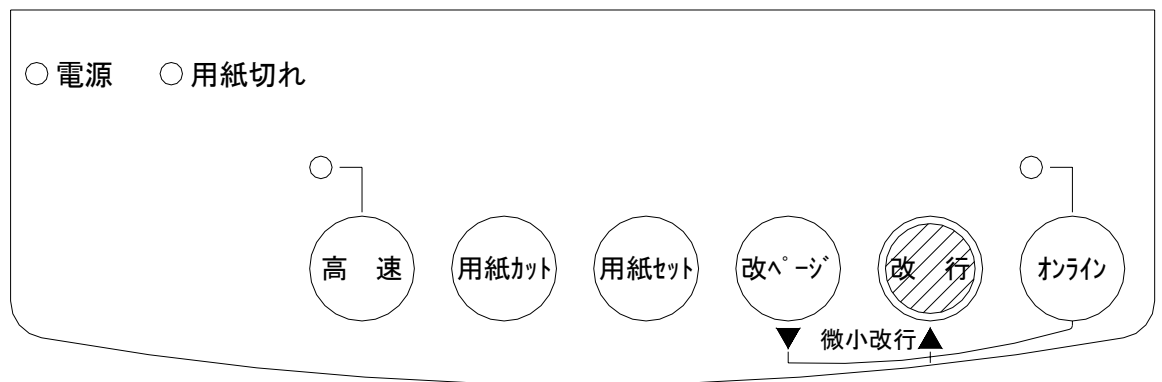 ○ 電源 ○ 用紙切れ
高 速 用紙ｶｯﾄ 用紙ｾｯﾄ 改ﾍﾟｰｼﾞ 改 行 ｵﾝﾗｲﾝ
▼ 微小改行▲